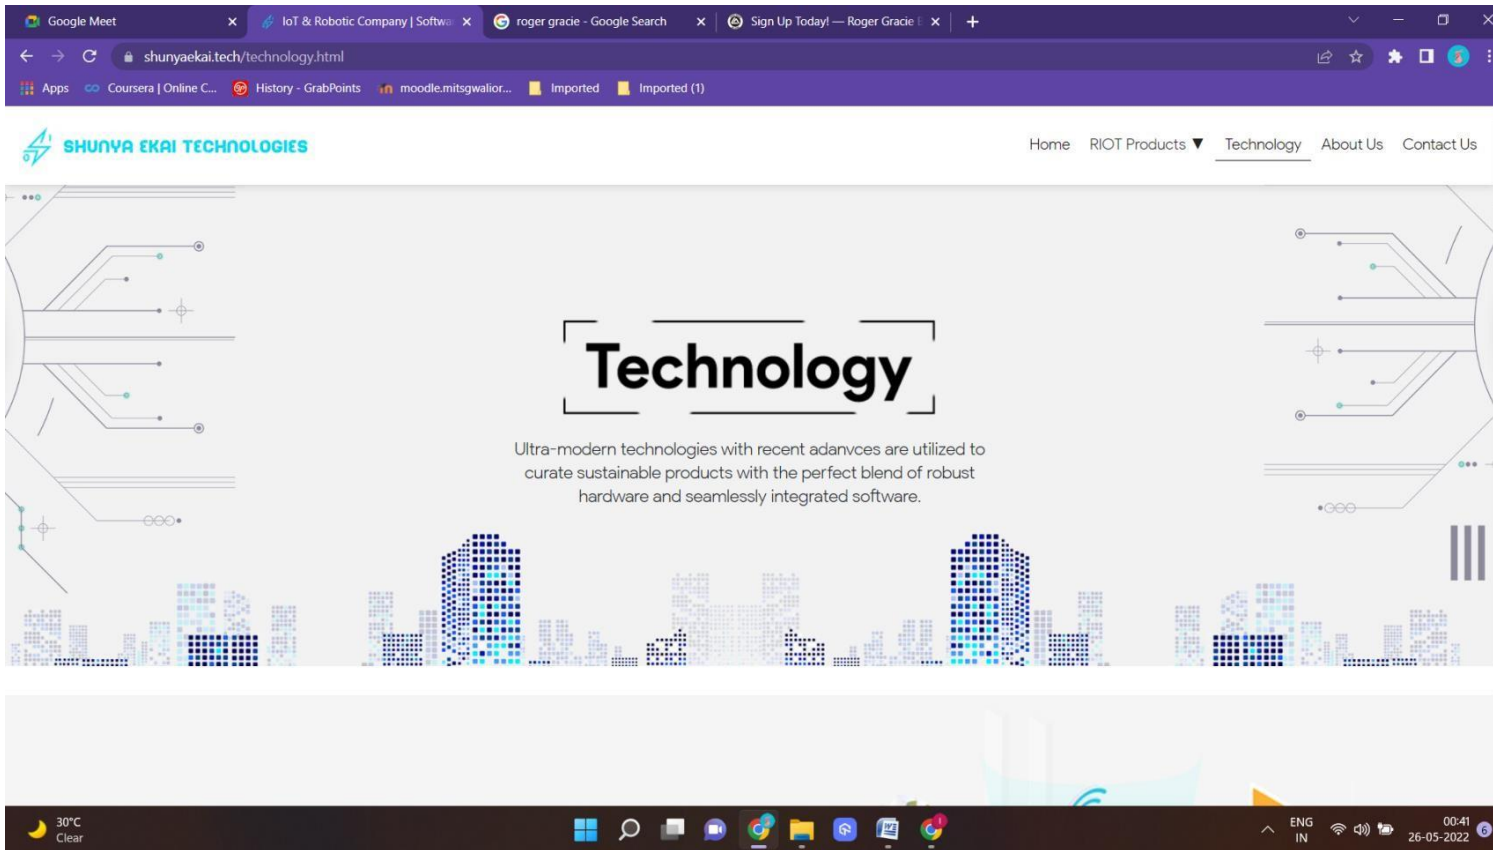 Google Meet
IoT & Robotic Company | Softwa
roger gracie - Google Search
Sign Up Today! — Roger Gracie
shunyaekai.tech/technology.html
Apps
Coursera | Online C...
History - GrabPoints
moodle.mitsgwalior...
Imported
Imported (1)
SHUNYA EKAI TECHNOLOGIES
Home
RIOT Products ▼
Technology
About Us
Contact Us
Technology
Ultra-modern technologies with recent adanvces are utilized to
curate sustainable products with the perfect blend of robust
hardware and seamlessly integrated software.
30°C
Clear
ENG
IN
00:41
26-05-2022
6